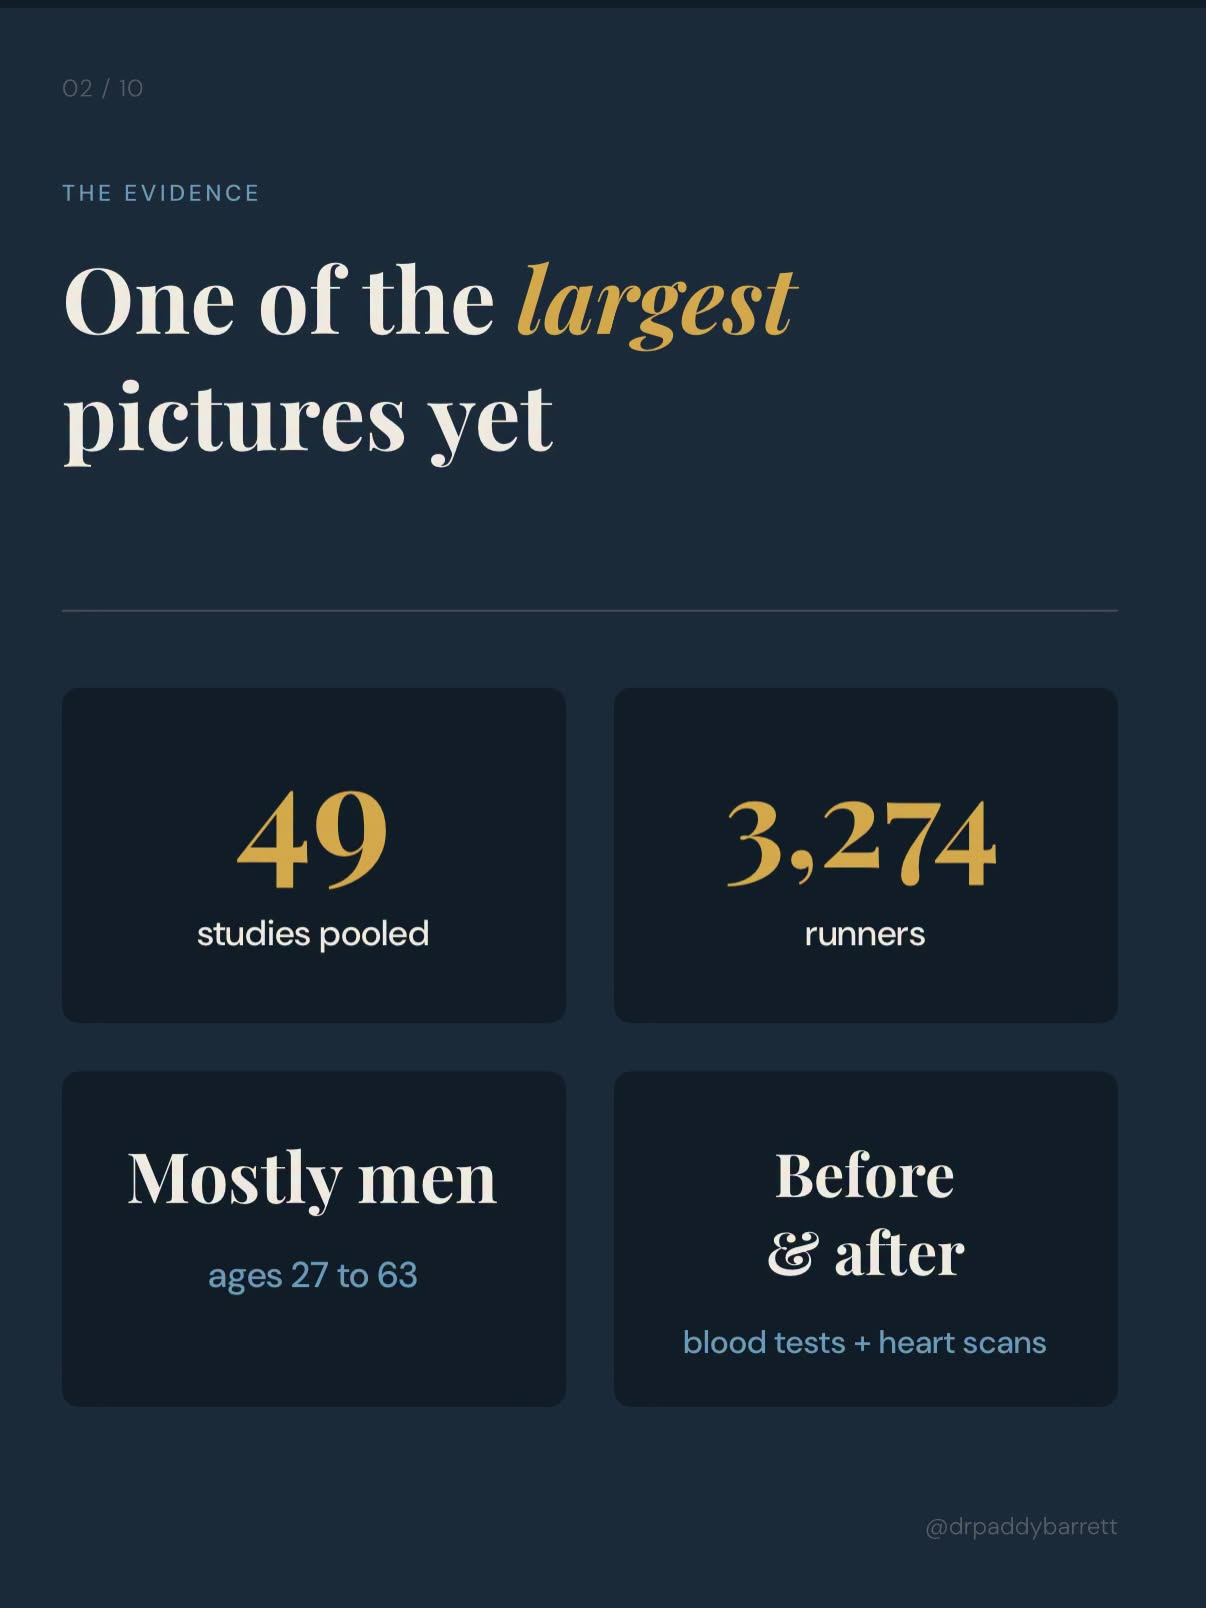 02 / 10
THE EVIDENCE
One of the largest
pictures yet
49
studies pooled
3,274
runners
Mostly men
ages 27 to 63
Before
& after
blood tests + heart scans
@drpaddybarrett